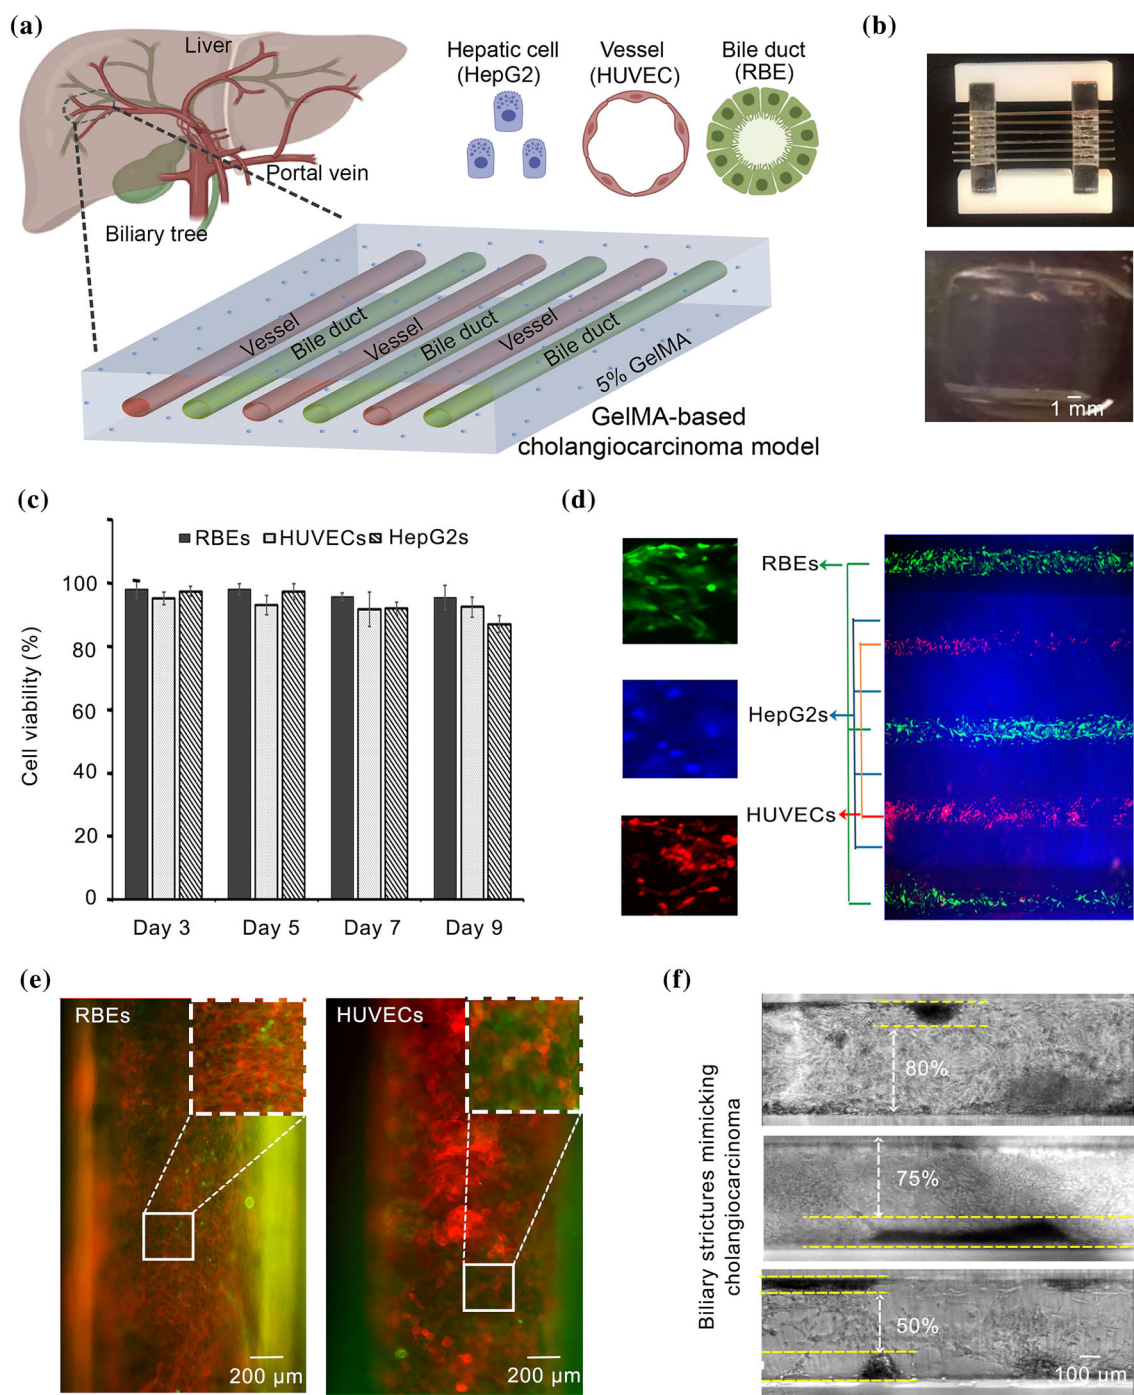 (a)
Liver
Portal vein
Biliary tree
Hepatic cell
(HepG2)
Vessel
(HUVEC)
Bile duct
(RBE)
Vessel
Bile duct
Vessel
Bile duct
Vessel
Bile duct
5% GelMA
GelMA-based
cholangiocarcinoma model
(b)
1 mm
(c)
RBEs HUVECs HepG2s
Cell viability (%)
100
80
60
40
20
0
Day 3 Day 5 Day 7 Day 9
(d)
RBEs
HepG2s
HUVECs
(e)
RBEs
200 μm
HUVECs
200 μm
(f)
Biliary strictures mimicking
cholangiocarcinoma
80%
75%
50%
100 μm